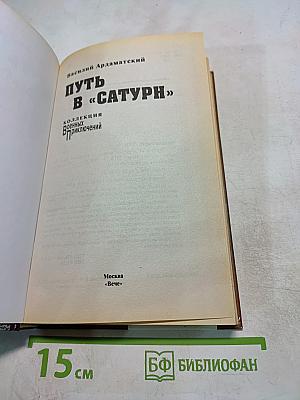 Василий Ардаматский
ПУТЬ
В «САТУРН»
КОЛЛЕКЦИЯ
Военных
Приключений
Москва
«Вече»
15 см
БФ БИБЛИОФАН